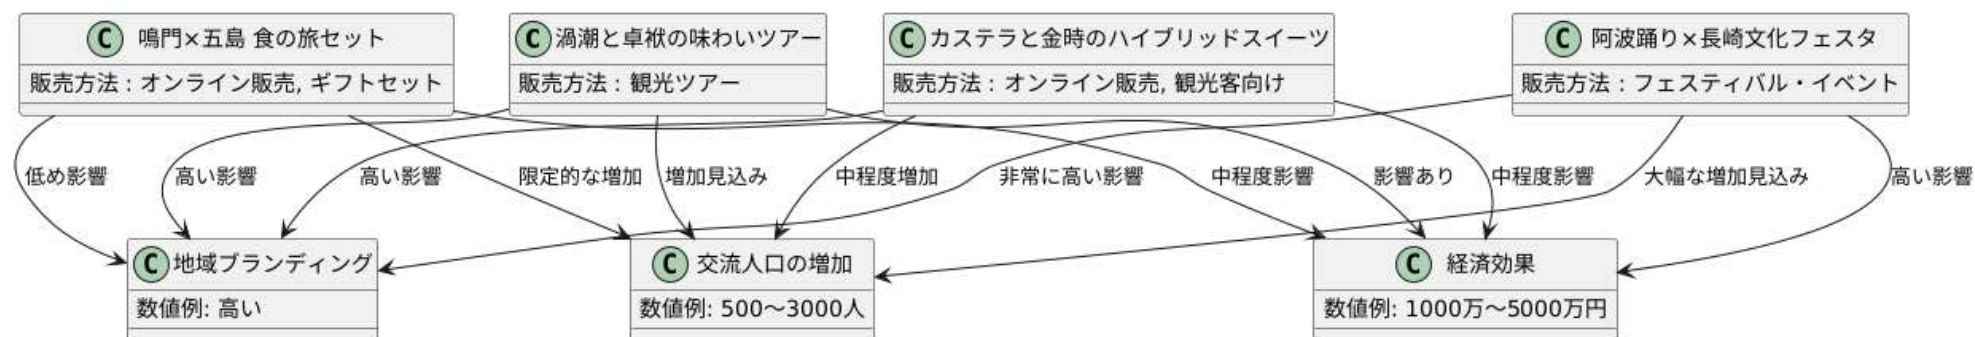 C 鳴門×五島 食の旅セット
販売方法 : オンライン販売, ギフトセット
C 渦潮と卓袱の味わいツアー
販売方法 : 観光ツアー
C カステラと金時のハイブリッドスイーツ
販売方法 : オンライン販売, 観光客向け
C 阿波踊り×長崎文化フェスタ
販売方法 : フェスティバル・イベント
低め影響
高い影響
高い影響
限定的な増加
増加見込み
中程度増加
非常に高い影響
中程度影響
影響あり
中程度影響
大幅な増加見込み
高い影響
C 地域ブランディング
数値例: 高い
C 交流人口の増加
数値例: 500〜3000人
C 経済効果
数値例: 1000万〜5000万円